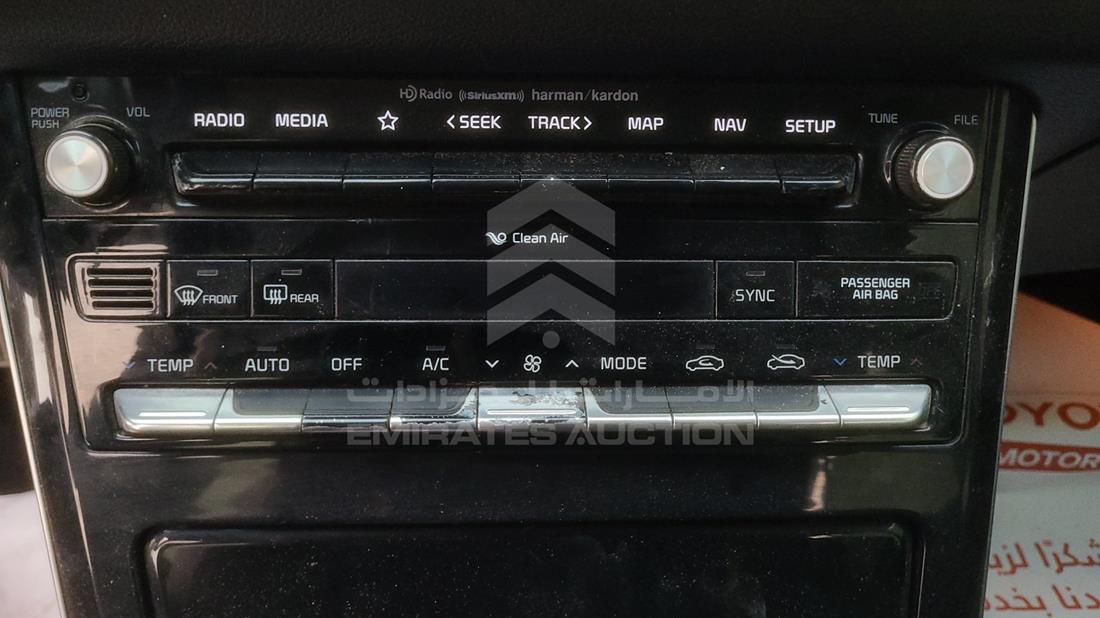 HD Radio ((SiriusXM)) harman/kardon
POWER PUSH VOL
RADIO MEDIA < SEEK TRACK > MAP NAV SETUP
TUNE FILE
Clean Air
FRONT REAR SYNC PASSENGER AIR BAG
TEMP AUTO OFF A/C MODE TEMP
الامارات للمزادات
EMIRATES AUCTION
TOYO
MOTOR
شكرًا لزي
دنا بخد